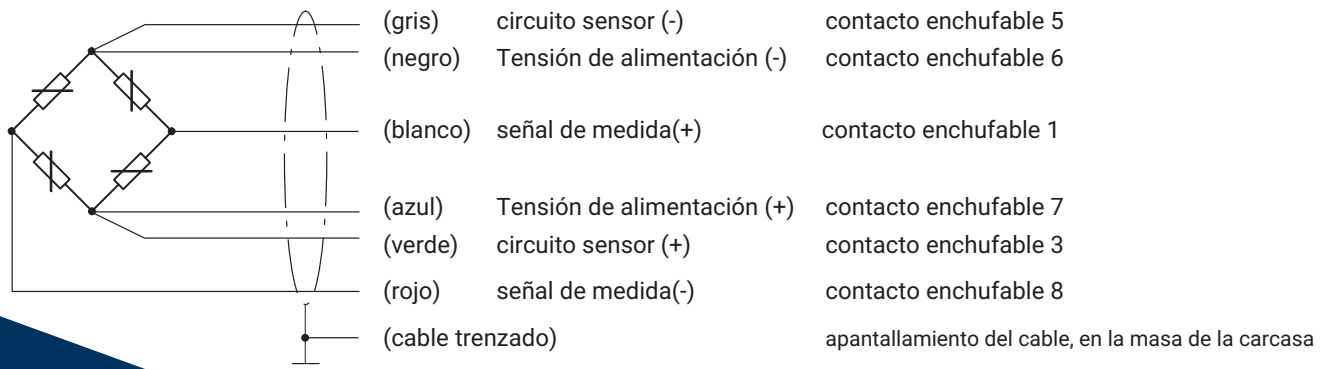 (gris) circuito sensor (-) contacto enchufable 5
(negro) Tensión de alimentación (-) contacto enchufable 6
(blanco) señal de medida(+) contacto enchufable 1
(azul) Tensión de alimentación (+) contacto enchufable 7
(verde) circuito sensor (+) contacto enchufable 3
(rojo) señal de medida(-) contacto enchufable 8
(cable trenzado) apantallamiento del cable, en la masa de la carcasa